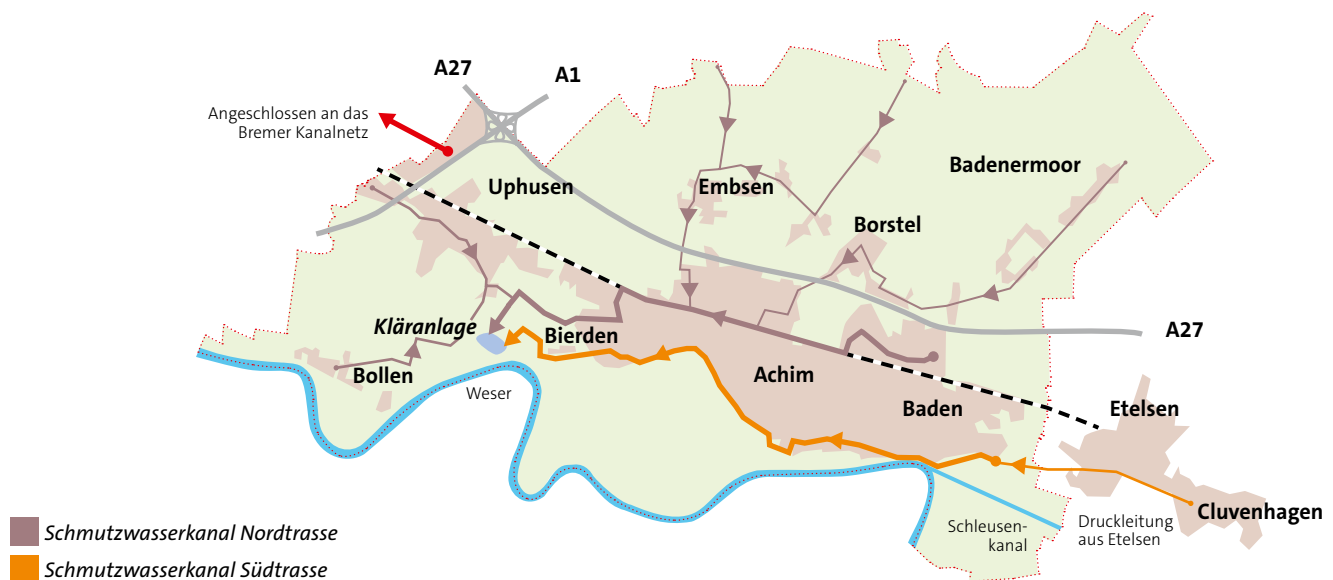 A27
A1
Angeschlossen an das
Bremer Kanalnetz
Uphusen
Embsen
Badenermoor
Borstel
Kläranlage
Bierden
A27
Bollen
Weser
Achim
Baden
Etelsen
Cluvenhagen
Schleusen-
kanal
Druckleitung
aus Etelsen
Schmutzwasserkanal Nordtrasse
Schmutzwasserkanal Südtrasse